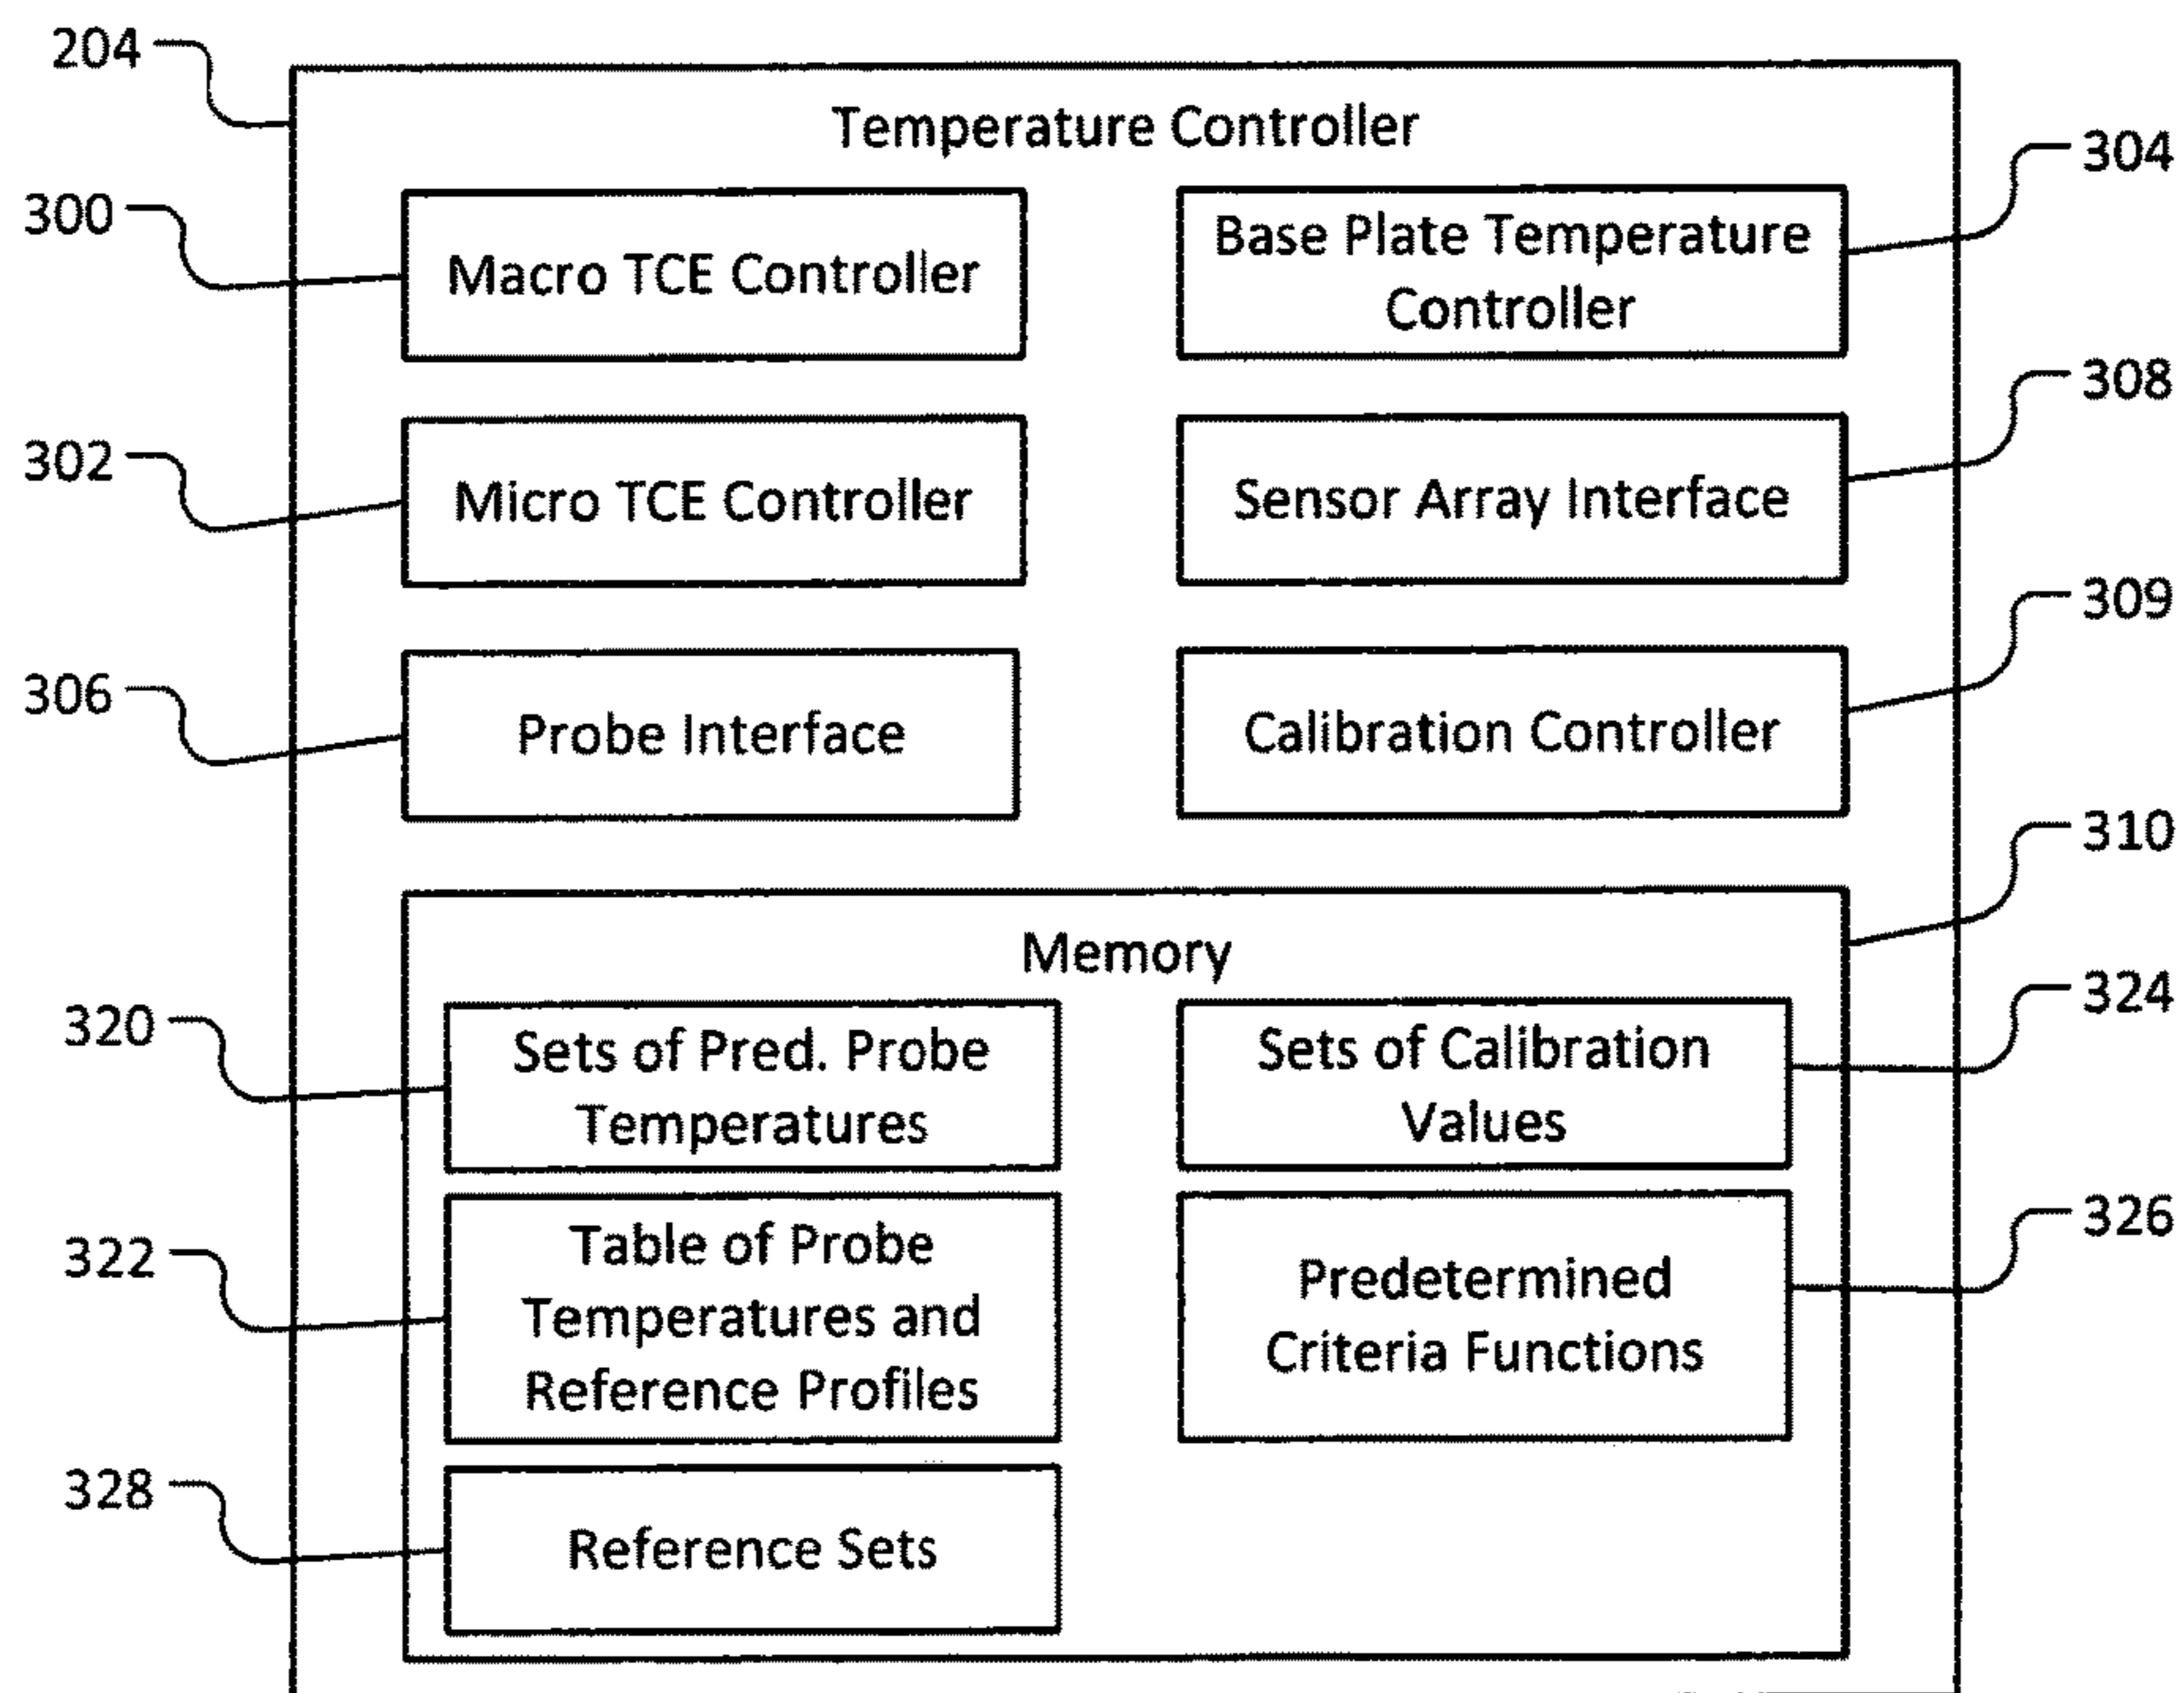 204
Temperature Controller
304
300
Macro TCE Controller
Base Plate Temperature
Controller
308
302
Micro TCE Controller
Sensor Array Interface
309
306
Probe Interface
Calibration Controller
310
Memory
324
320
Sets of Pred. Probe
Temperatures
Sets of Calibration
Values
326
322
Table of Probe
Temperatures and
Reference Profiles
Predetermined
Criteria Functions
328
Reference Sets